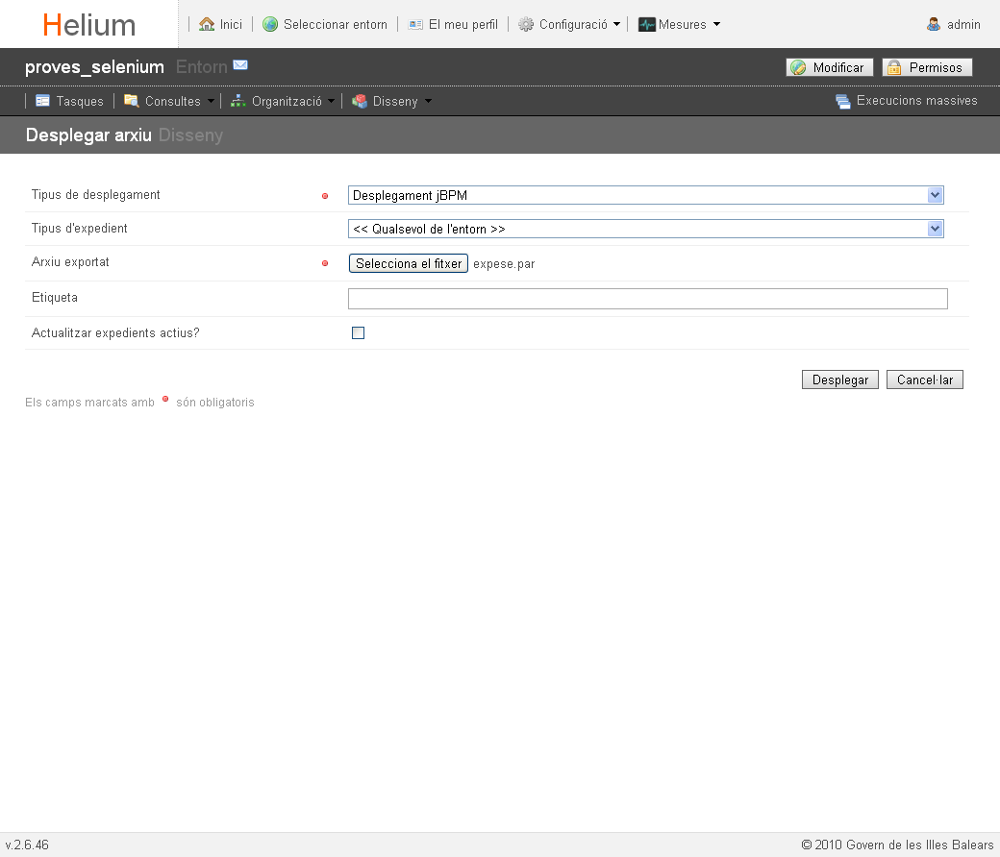 Helium Inici Seleccionar entorn El meu perfil Configuració Mesures admin
proves_selenium Entorn Modificar Permisos
Tasques Consultes Organització Disseny Execucions massives
Desplegar arxiu Disseny
Tipus de desplegament Desplegament jBPM
Tipus d'expedient << Qualsevol de l'entorn >>
Arxiu exportat Selecciona el fitxer expese.par
Etiqueta
Actualitzar expedients actius?
Desplegar Cancel·lar
Els camps marcats amb són obligatoris
v.2.6.46 © 2010 Govern de les Illes Balears